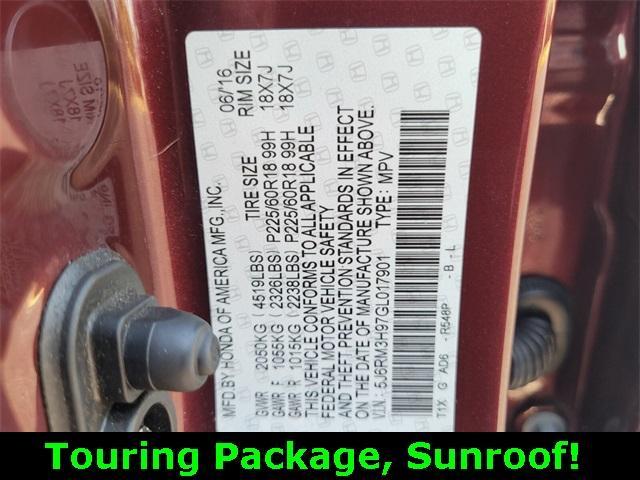 MFD.BY HONDA OF AMERICA MFG.,INC. 06/'16
TIRE SIZE RIM SIZE
GVWR 2050KG (4519LBS)
GAWR F 1055KG (2326LBS) P225/60R18 99H 18X7J
GAWR R 1015KG (2238LBS) P225/60R18 99H 18X7J
THIS VEHICLE CONFORMS TO ALL APPLICABLE
FEDERAL MOTOR VEHICLE SAFETY
AND THEFT PREVENTION STANDARDS IN EFFECT
ON THE DATE OF MANUFACTURE SHOWN ABOVE.
V.I.N.: 5J6RM3H97GL017901 TYPE: MPV
T1X G AD6 -R548P -B -L
Touring Package, Sunroof!